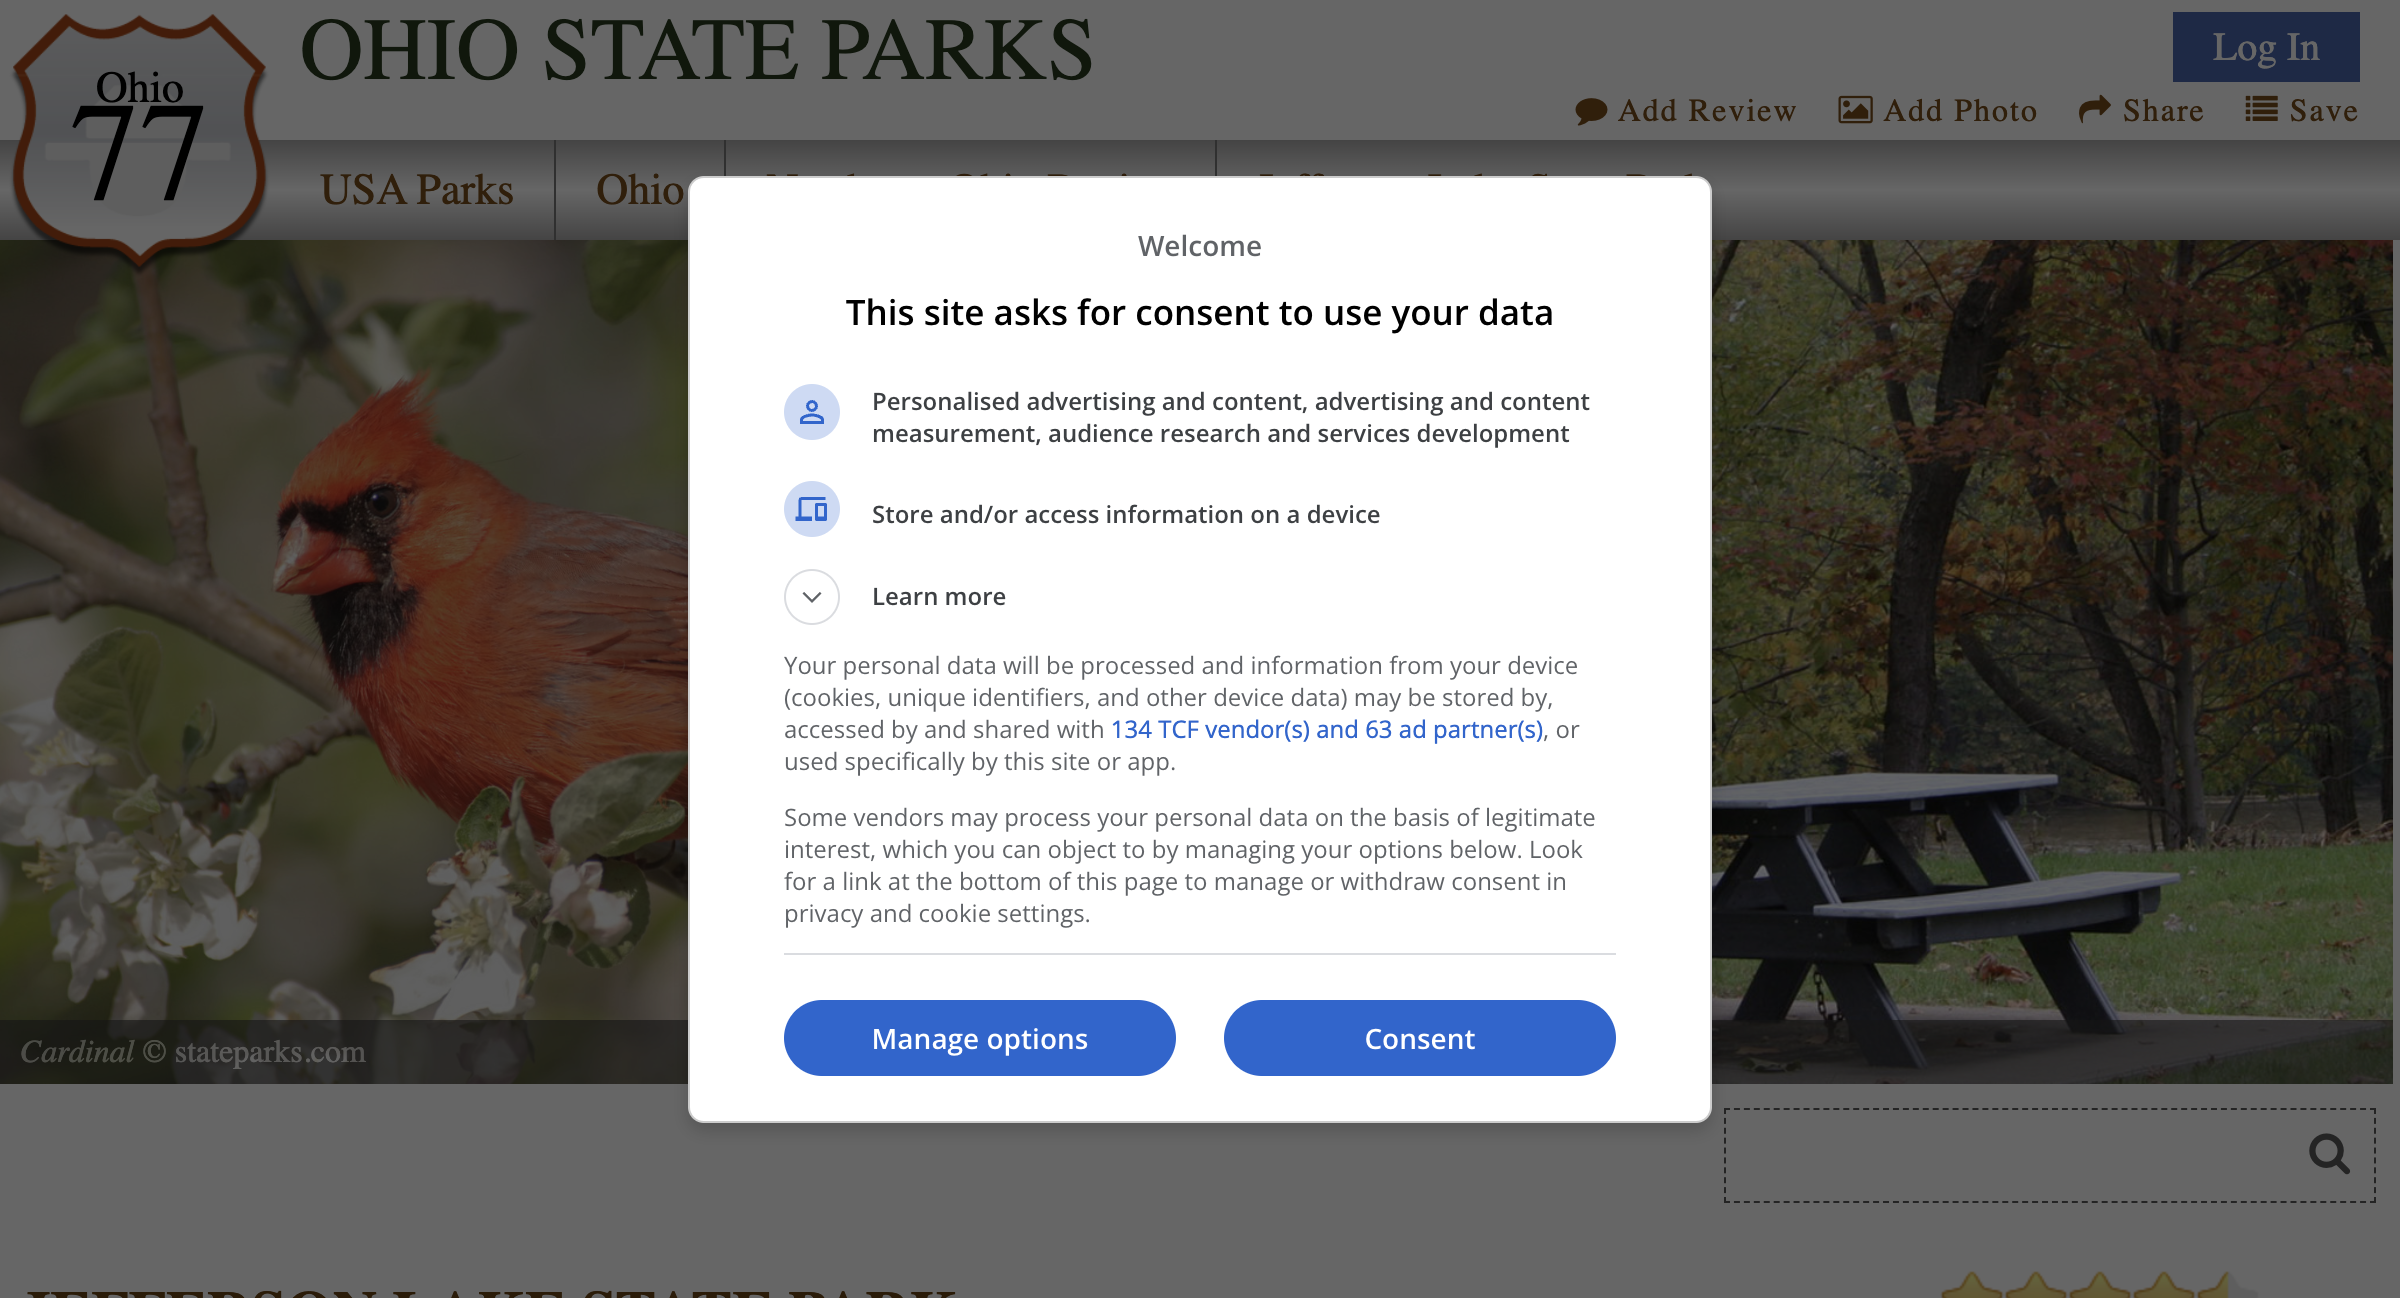 OHIO STATE PARKS
Ohio
77
Log In
Add Review
Add Photo
Share
Save
USA Parks
Ohio
Welcome
This site asks for consent to use your data
Personalised advertising and content, advertising and content
measurement, audience research and services development
Store and/or access information on a device
Learn more
Your personal data will be processed and information from your device
(cookies, unique identifiers, and other device data) may be stored by,
accessed by and shared with 134 TCF vendor(s) and 63 ad partner(s), or
used specifically by this site or app.
Some vendors may process your personal data on the basis of legitimate
interest, which you can object to by managing your options below. Look
for a link at the bottom of this page to manage or withdraw consent in
privacy and cookie settings.
Manage options
Consent
Cardinal © stateparks.com
JEFFERSON LAKE STATE PARK